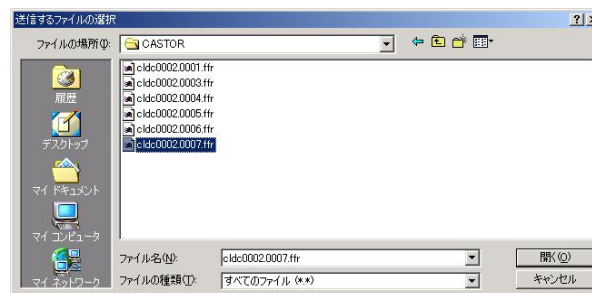 送信するファイルの選択
ファイルの場所(I):
CASTOR
履歴
デスクトップ
マイ ドキュメント
マイ コンピュータ
マイ ネットワーク
cldc0002.0001.ffr
cldc0002.0003.ffr
cldc0002.0004.ffr
cldc0002.0005.ffr
cldc0002.0006.ffr
cldc0002.0007.ffr
ファイル名(N):
cldc0002.0007.ffr
開く(O)
ファイルの種類(T):
すべてのファイル (*.*)
キャンセル